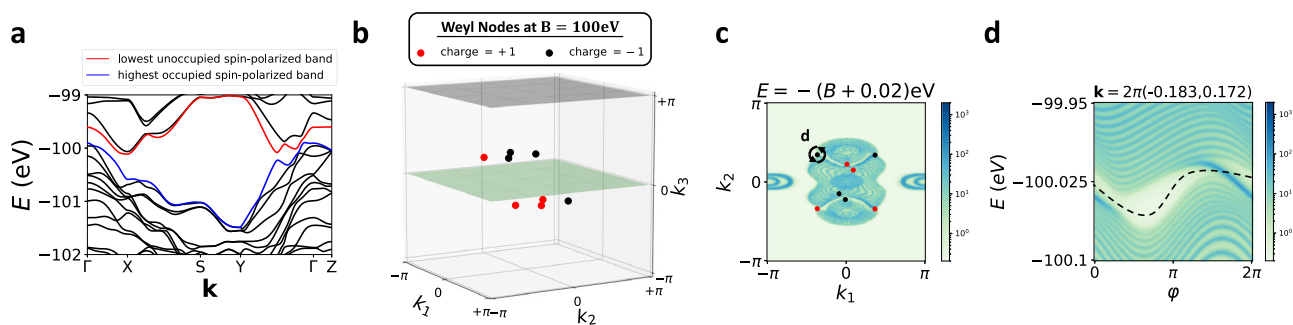 a
lowest unoccupied spin-polarized band
highest occupied spin-polarized band
−99
−100
−101
−102
E (eV)
Γ X S Y Γ Z
k
b
Weyl Nodes at B = 100eV
charge = +1 charge = −1
+π
0
−π
k₃
−π
0
+π
k₁
−π
0
+π
k₂
c
E = −(B + 0.02)eV
π
0
−π
k₂
d
−π 0 π
k₁
10³
10²
10¹
10⁰
d
k = 2π(-0.183,0.172)
−99.95
−100.025
−100.1
E (eV)
0 π 2π
φ
10³
10²
10¹
10⁰